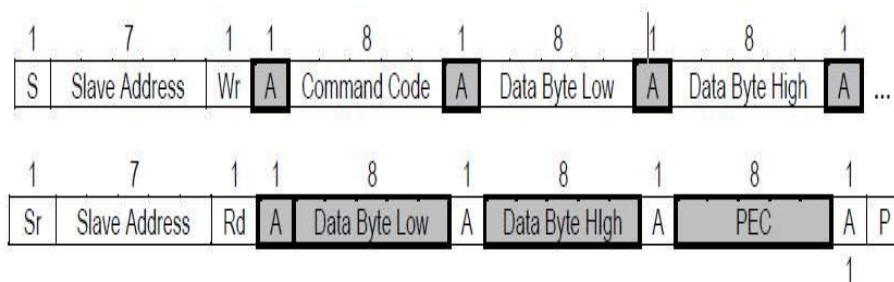 1 7 1 1 8 1 8 1 8 1
S Slave Address Wr A Command Code A Data Byte Low A Data Byte High A ...
1 7 1 1 8 1 8 1 8 1
Sr Slave Address Rd A Data Byte Low A Data Byte HIgh A PEC A P
1